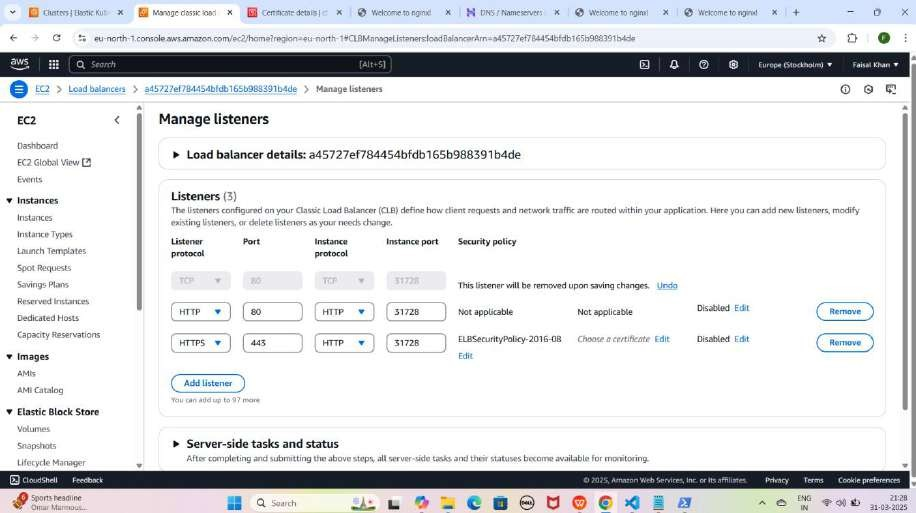 Clusters | Elastic Kub
Manage classic load
Certificate details | c
Welcome to nginx!
DNS / Nameservers
Welcome to nginx!
Welcome to nginx!
eu-north-1.console.aws.amazon.com/ec2/home?region=eu-north-1#CLBManageListeners:loadBalancerArn=a45727ef784454bfdb165b988391b4de
F
aws
Search
[Alt+S]
Europe (Stockholm)
Faisal Khan
EC2
Load balancers
a45727ef784454bfdb165b988391b4de
Manage listeners
EC2
Dashboard
EC2 Global View
Events
Instances
Instances
Instance Types
Launch Templates
Spot Requests
Savings Plans
Reserved Instances
Dedicated Hosts
Capacity Reservations
Images
AMIs
AMI Catalog
Elastic Block Store
Volumes
Snapshots
Lifecycle Manager
Manage listeners
Load balancer details: a45727ef784454bfdb165b988391b4de
Listeners (3)
The listeners configured on your Classic Load Balancer (CLB) define how client requests and network traffic are routed within your application. Here you can add new listeners, modify
existing listeners, or delete listeners as your needs change.
Listener protocol Port Instance protocol Instance port Security policy
TCP 80 TCP 31728 This listener will be removed upon saving changes. Undo
HTTP 80 HTTP 31728 Not applicable Not applicable Disabled Edit Remove
HTTPS 443 HTTP 31728 ELBSecurityPolicy-2016-08 Choose a certificate Edit Disabled Edit Remove
Edit
Add listener
You can add up to 97 more
Server-side tasks and status
After completing and submitting the above steps, all server-side tasks and their statuses become available for monitoring.
CloudShell
Feedback
© 2025, Amazon Web Services, Inc. or its affiliates.
Privacy
Terms
Cookie preferences
6
Sports headline
Omar Marmous...
Search
DELL
ENG
IN
21:28
31-03-2025